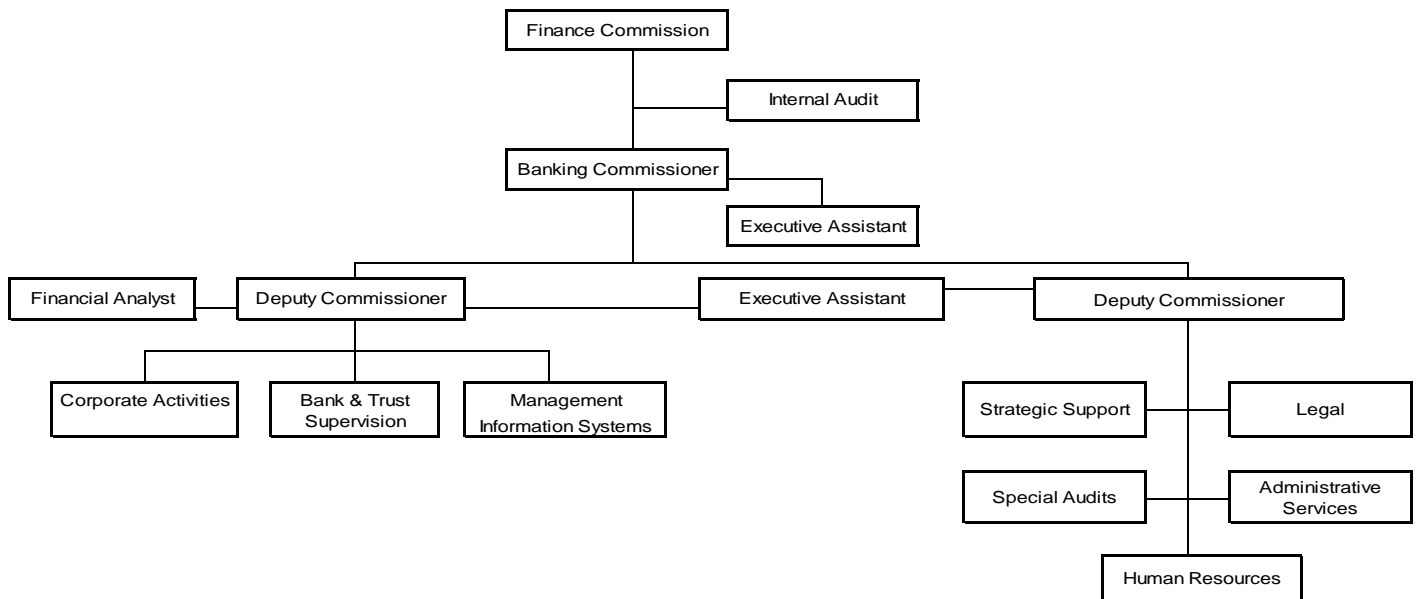 Finance Commission
Internal Audit
Banking Commissioner
Executive Assistant
Financial Analyst
Deputy Commissioner
Executive Assistant
Deputy Commissioner
Corporate Activities
Bank & Trust
Supervision
Management
Information Systems
Strategic Support
Legal
Special Audits
Administrative
Services
Human Resources